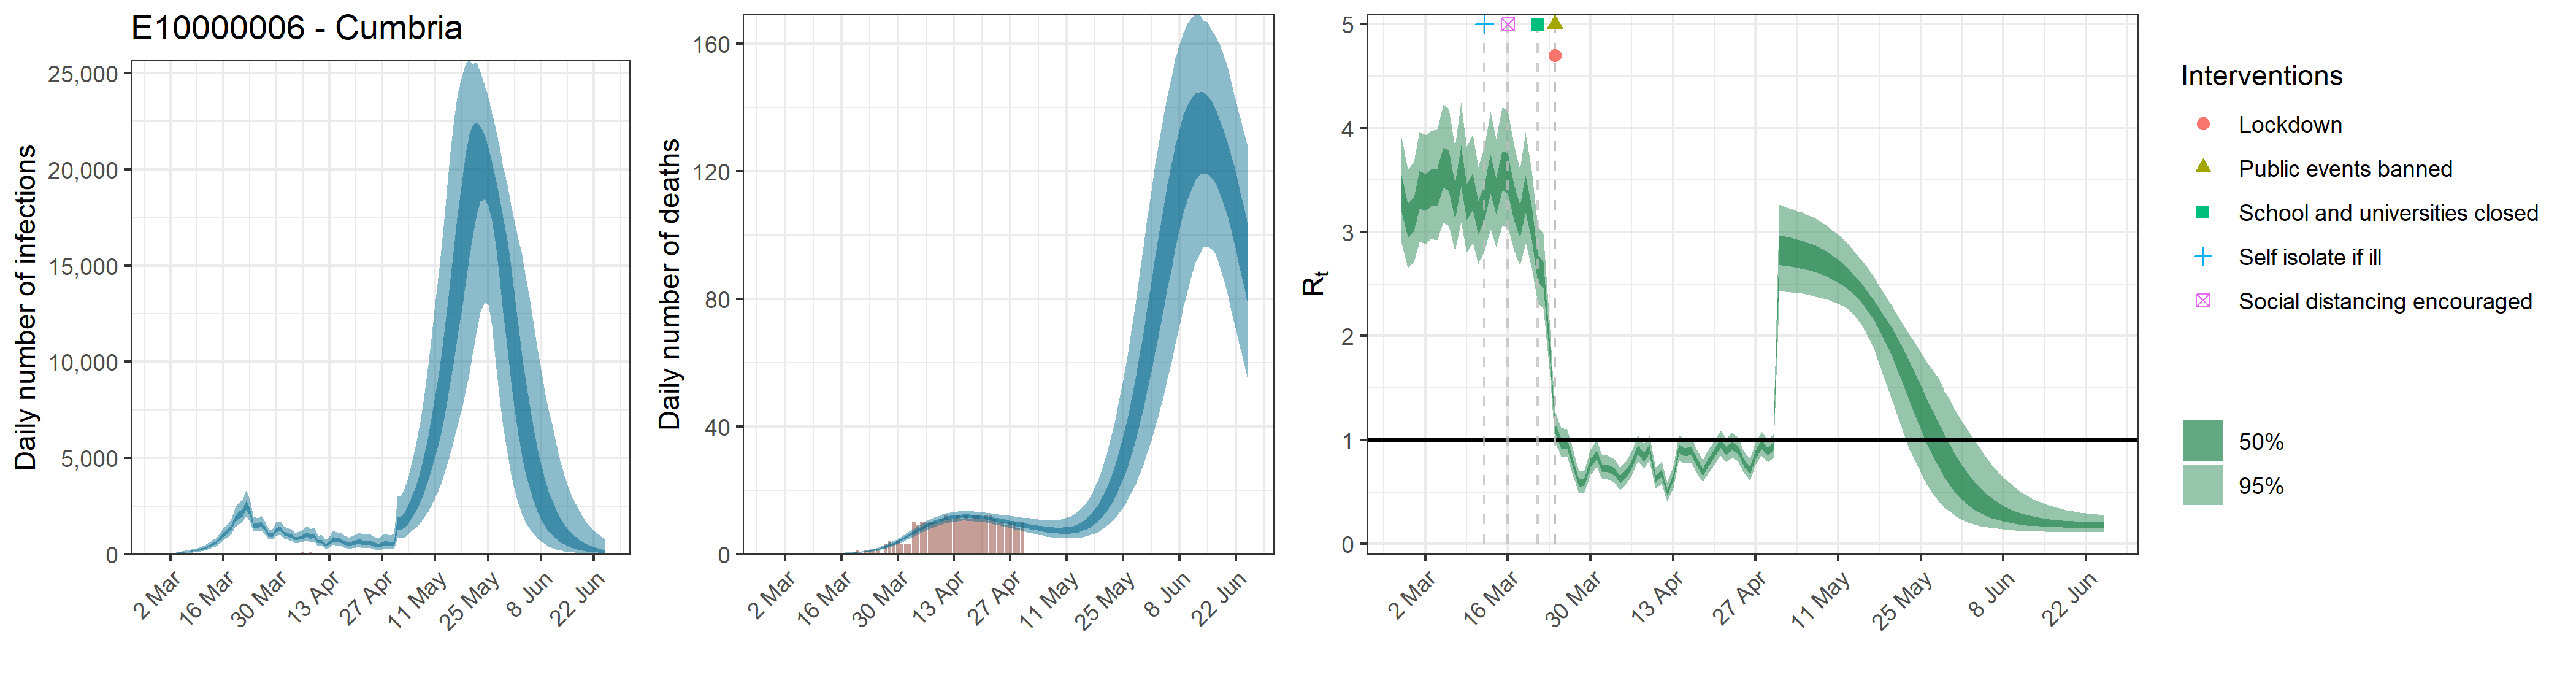 E10000006 - Cumbria
Daily number of infections
25,000
20,000
15,000
10,000
5,000
0
2 Mar
16 Mar
30 Mar
13 Apr
27 Apr
11 May
25 May
8 Jun
22 Jun
Daily number of deaths
160
120
80
40
0
2 Mar
16 Mar
30 Mar
13 Apr
27 Apr
11 May
25 May
8 Jun
22 Jun
Rt
5
4
3
2
1
0
2 Mar
16 Mar
30 Mar
13 Apr
27 Apr
11 May
25 May
8 Jun
22 Jun
Interventions
Lockdown
Public events banned
School and universities closed
Self isolate if ill
Social distancing encouraged
50%
95%